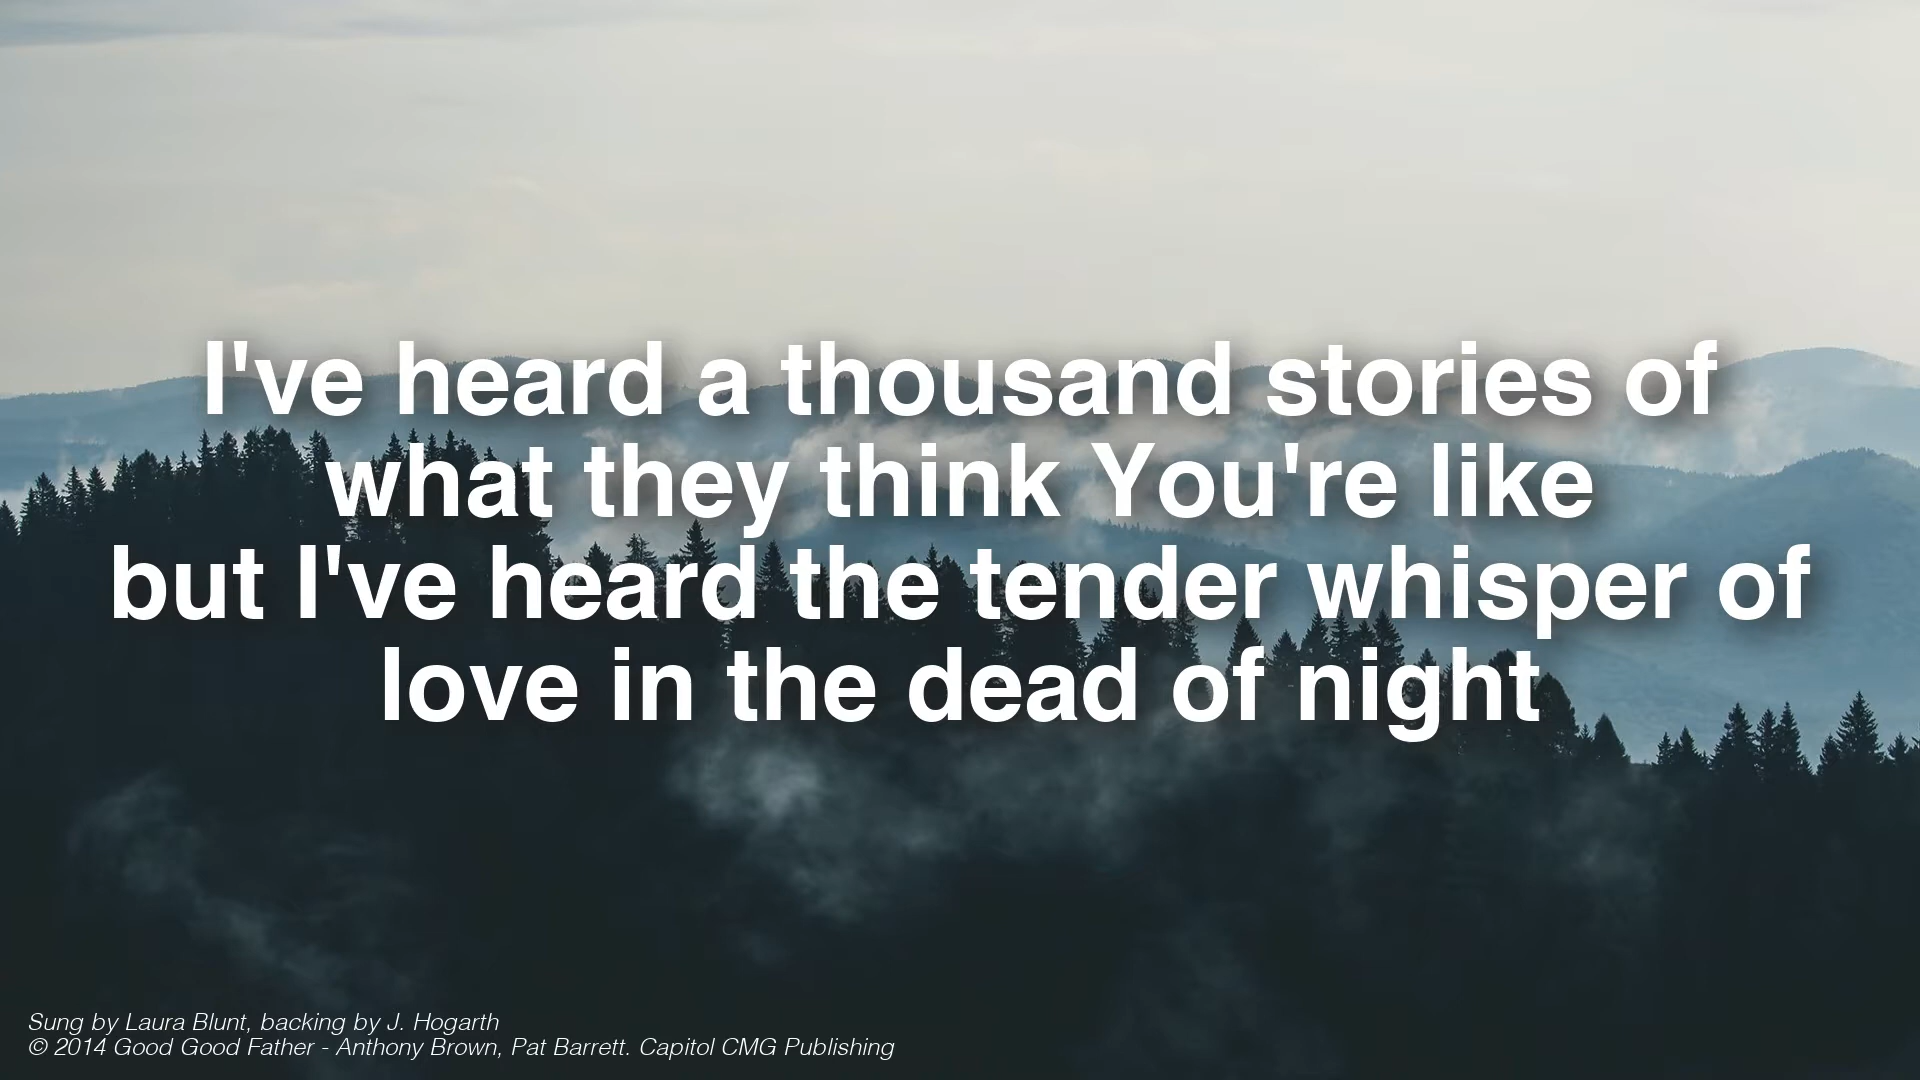 I've heard a thousand stories of
what they think You're like
but I've heard the tender whisper of
love in the dead of night
Sung by Laura Blunt, backing by J. Hogarth
© 2014 Good Good Father - Anthony Brown, Pat Barrett. Capitol CMG Publishing